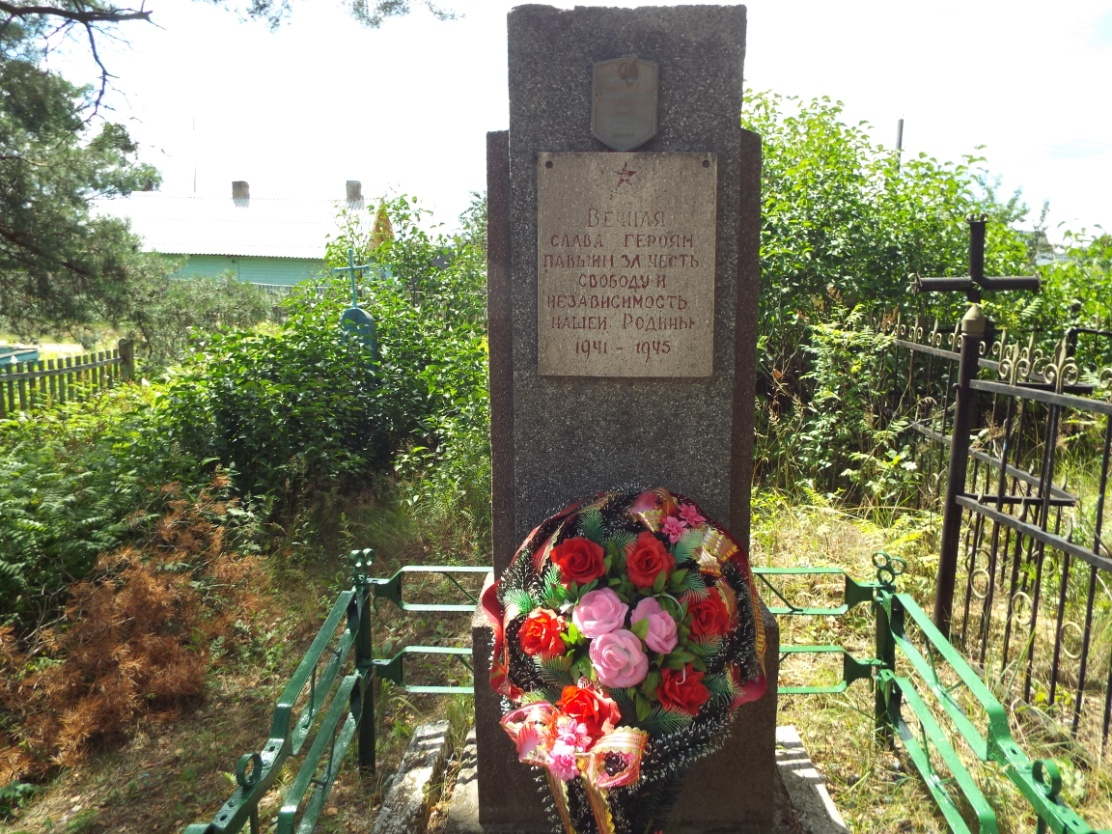 Вечная
слава героям
павшим за честь
свободу и
независимость
нашей Родины
1941 - 1945